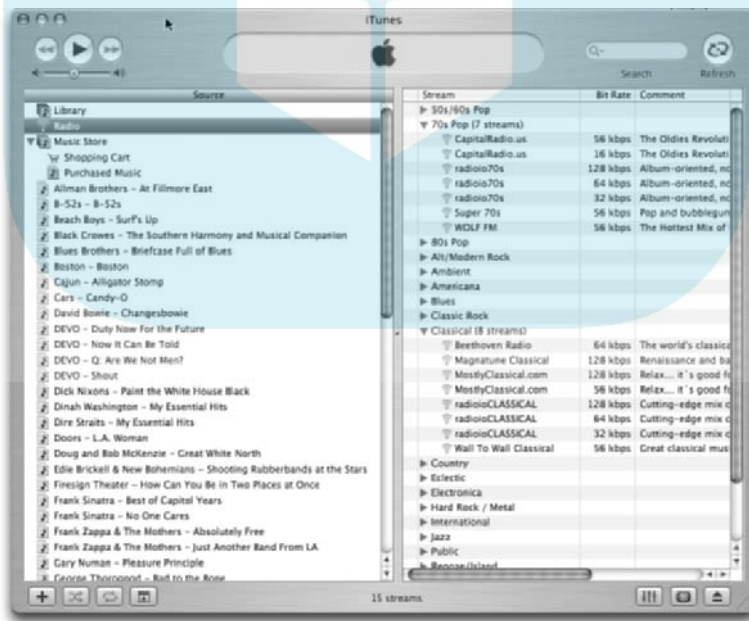 iTunes
Search
Refresh
Source
Library
Radio
Music Store
Shopping Cart
Purchased Music
Allman Brothers – At Fillmore East
B-52s – B-52s
Beach Boys – Surf's Up
Black Crowes – The Southern Harmony and Musical Companion
Blues Brothers – Briefcase Full of Blues
Boston – Boston
Cajun – Alligator Stomp
Cars – Candy-O
David Bowie – Changesbowie
DEVO – Duty Now For the Future
DEVO – Now It Can Be Told
DEVO – Q: Are We Not Men?
DEVO – Shout
Dick Nixons – Paint the White House Black
Dinah Washington – My Essential Hits
Dire Straits – My Essential Hits
Doors – L.A. Woman
Doug and Bob McKenzie – Great White North
Edie Brickell & New Bohemians – Shooting Rubberbands at the Stars
Firesign Theater – How Can You Be in Two Places at Once
Frank Sinatra – Best of Capitol Years
Frank Sinatra – No One Cares
Frank Zappa & The Mothers – Absolutely Free
Frank Zappa & The Mothers – Just Another Band From LA
Gary Numan – Pleasure Principle
George Thorogood – Bad to the Bone
Stream Bit Rate Comment
50s/60s Pop
70s Pop (7 streams)
CapitalRadio.us 56 kbps The Oldies Revoluti
CapitalRadio.us 16 kbps The Oldies Revoluti
radioio70s 128 kbps Album-oriented, no
radioio70s 64 kbps Album-oriented, no
radioio70s 32 kbps Album-oriented, no
Super 70s 56 kbps Pop and bubblegum
WOLF FM 56 kbps The Hottest Mix of
80s Pop
Alt/Modern Rock
Ambient
Americana
Blues
Classic Rock
Classical (8 streams)
Beethoven Radio 64 kbps The world's classica
Magnatune Classical 128 kbps Renaissance and ba
MostlyClassical.com 128 kbps Relax... it's good fo
MostlyClassical.com 56 kbps Relax... it's good fo
radioioCLASSICAL 128 kbps Cutting-edge mix o
radioioCLASSICAL 64 kbps Cutting-edge mix o
radioioCLASSICAL 32 kbps Cutting-edge mix o
Wall To Wall Classical 56 kbps Great classical mus
Country
Eclectic
Electronica
Hard Rock / Metal
International
Jazz
Public
Reggae/Island
15 streams